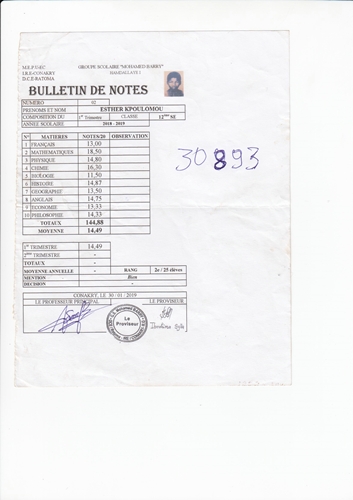 M.E.P.U-EC
GROUPE SCOLAIRE "MOHAMED BARRY"
I.R.E-CONAKRY
HAMDALLAYE 1
D.C.E-RATOMA
BULLETIN DE NOTES
NUMERO 02
PRENOMS ET NOM ESTHER KPOULOMOU
COMPOSITION DU 1er Trimestre CLASSE 12ème SE
ANNEE SCOLAIRE 2018 - 2019
N° MATIERES NOTES/20 OBSERVATION
1 FRANÇAIS 13,00
2 MATHEMATIQUES 18,50
3 PHYSIQUE 14,80
4 CHIMIE 16,30
5 BIOLOGIE 11,50
6 HISTOIRE 14,87
7 GEOGRAPHIE 13,50
8 ANGLAIS 14,75
9 ECONOMIE 13,33
10 PHILOSOPHIE 14,33
TOTAUX 144,88
MOYENNE 14,49
30893
1er TRIMESTRE 14,49
2ème TRIMESTRE -
TOTAUX -
MOYENNE ANNUELLE - RANG 2e / 25 élèves
MENTION Bien
DECISION -
CONAKRY, LE 30 / 01 / 2019
LE PROFESSEUR PRINCIPAL LE PROVISEUR
Le
Proviseur